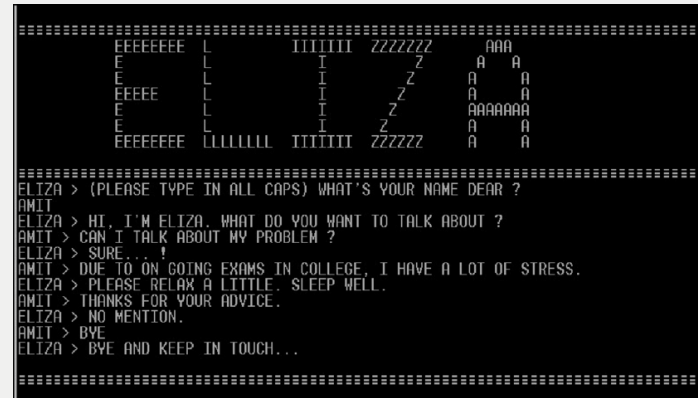 ==============================================================================
EEEEEEEE L IIIIIII ZZZZZZZ AAA
E L I Z A A
E L I Z A A
EEEEE L I Z A A
E L I Z AAAAAAA
E L I Z A A
EEEEEEEE LLLLLLLL IIIIIII ZZZZZZ A A
==============================================================================
ELIZA > (PLEASE TYPE IN ALL CAPS) WHAT'S YOUR NAME DEAR ?
AMIT
ELIZA > HI, I'M ELIZA. WHAT DO YOU WANT TO TALK ABOUT ?
AMIT > CAN I TALK ABOUT MY PROBLEM ?
ELIZA > SURE... !
AMIT > DUE TO ON GOING EXAMS IN COLLEGE, I HAVE A LOT OF STRESS.
ELIZA > PLEASE RELAX A LITTLE. SLEEP WELL.
AMIT > THANKS FOR YOUR ADVICE.
ELIZA > NO MENTION.
AMIT > BYE
ELIZA > BYE AND KEEP IN TOUCH...
==============================================================================